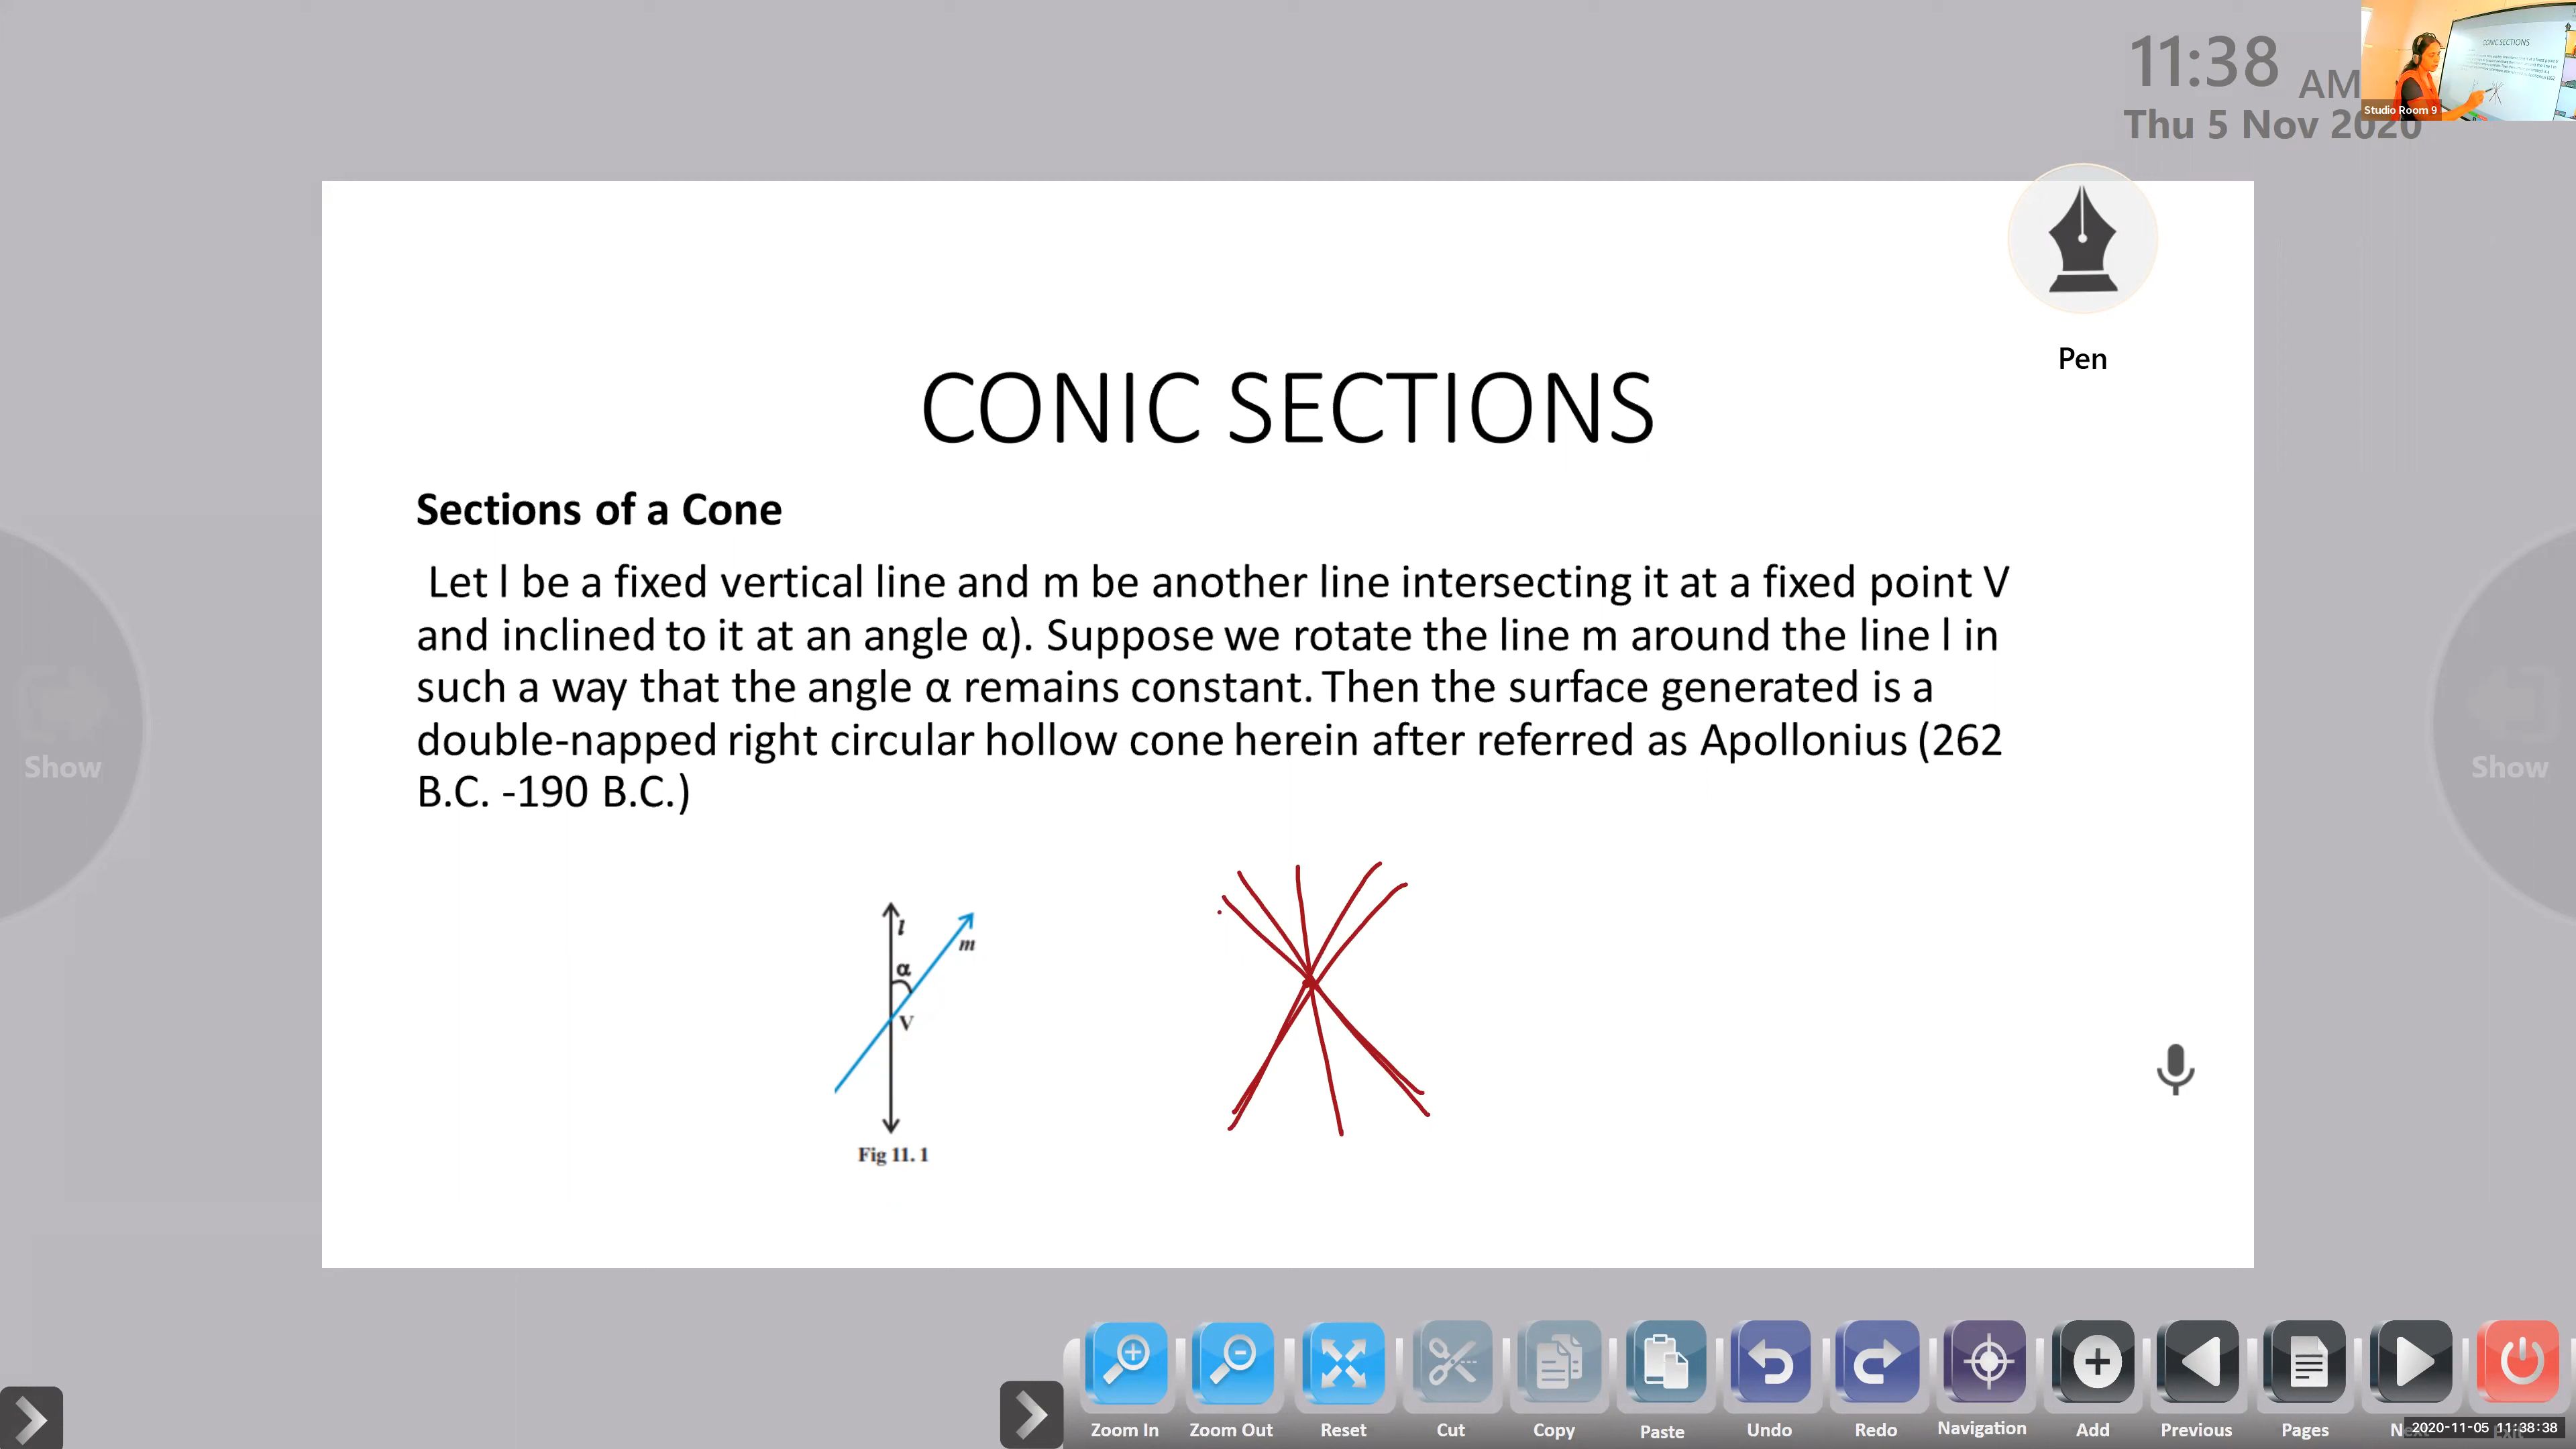 11:38 AM
Thu 5 Nov 2020
CONIC SECTIONS
Studio Room 9
Pen
CONIC SECTIONS
Sections of a Cone
Let l be a fixed vertical line and m be another line intersecting it at a fixed point V
and inclined to it at an angle α). Suppose we rotate the line m around the line l in
such a way that the angle α remains constant. Then the surface generated is a
double-napped right circular hollow cone herein after referred as Apollonius (262
B.C. -190 B.C.)
Show
Show
l
m
α
V
Fig 11. 1
Zoom In
Zoom Out
Reset
Cut
Copy
Paste
Undo
Redo
Navigation
Add
Previous
Pages
2020-11-05 11:38:38